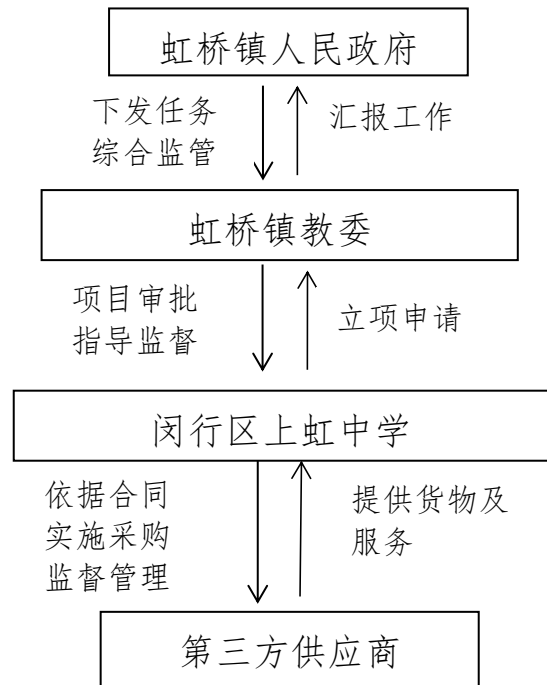 虹桥镇人民政府
下发任务
综合监管
汇报工作
虹桥镇教委
项目审批
指导监督
立项申请
闵行区上虹中学
依据合同
实施采购
监督管理
提供货物及
服务
第三方供应商